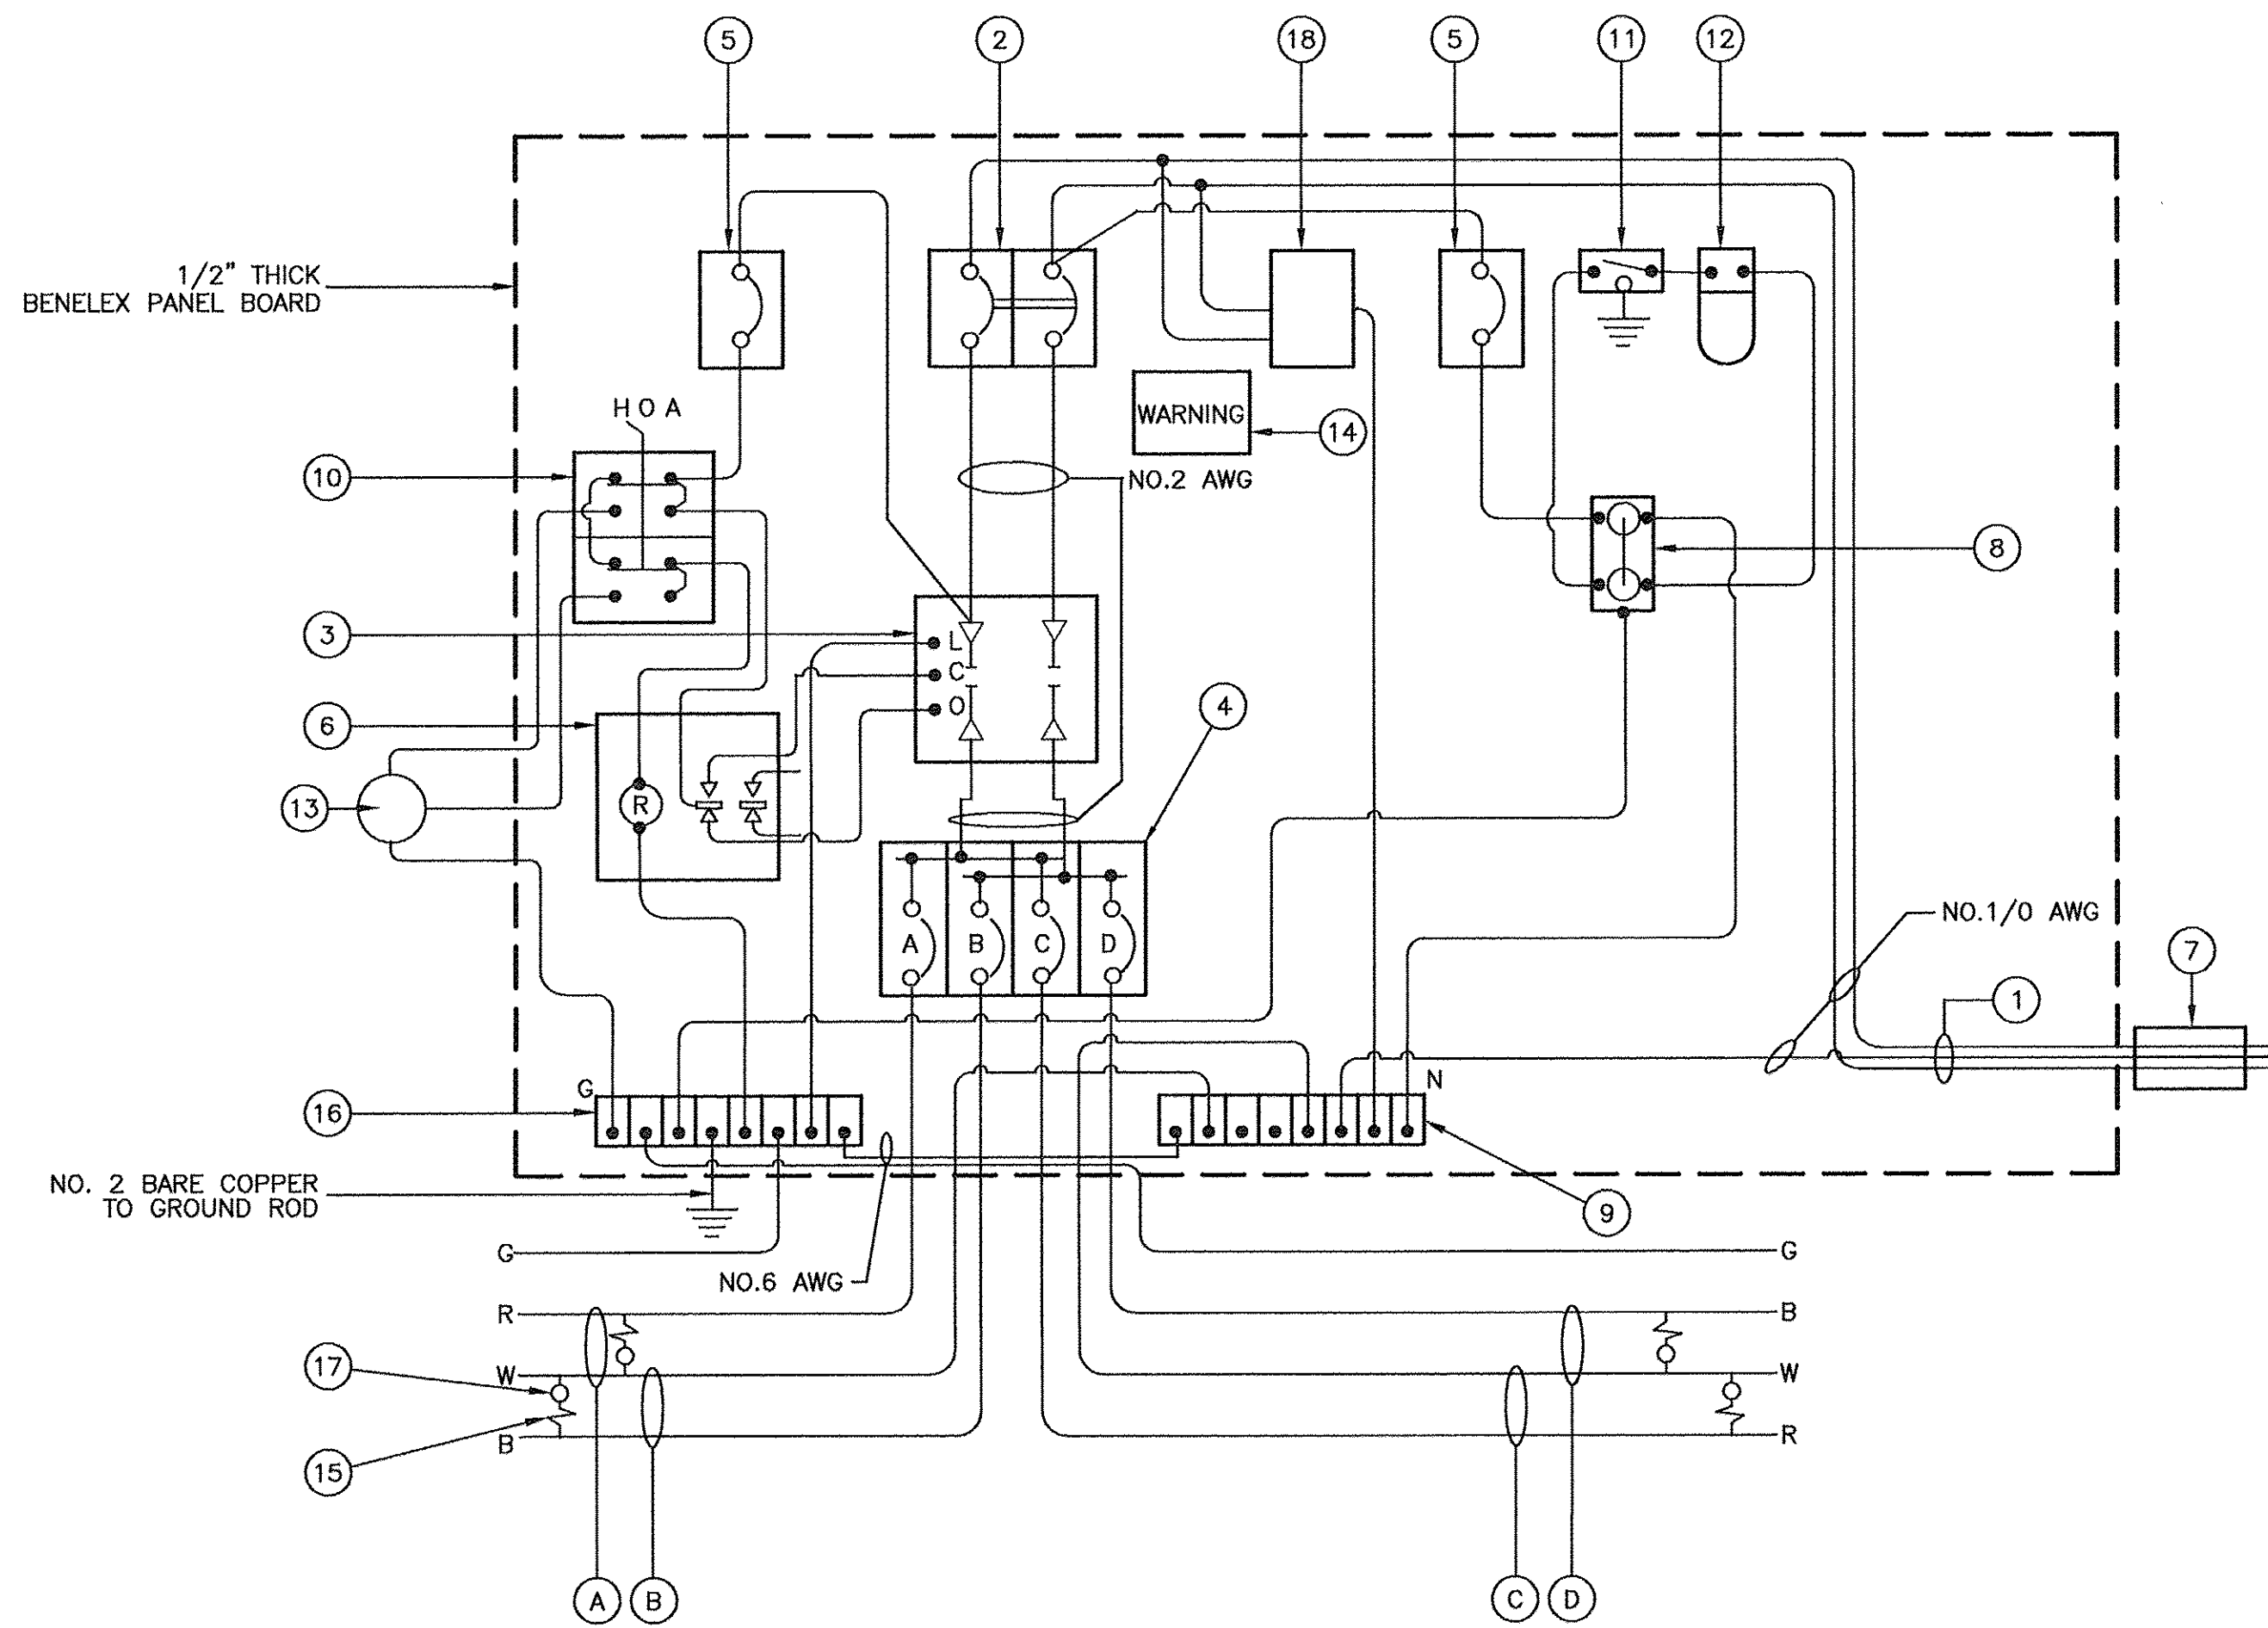 5
2
18
5
11
12
1/2" THICK
BENELEX PANEL BOARD
H O A
WARNING
14
10
NO.2 AWG
8
3
L
C
O
6
4
13
R
A
B
C
D
NO.1/0 AWG
7
1
G
N
16
NO. 2 BARE COPPER
TO GROUND ROD
9
G
G
NO.6 AWG
R
B
17
W
W
B
R
15
A
B
C
D